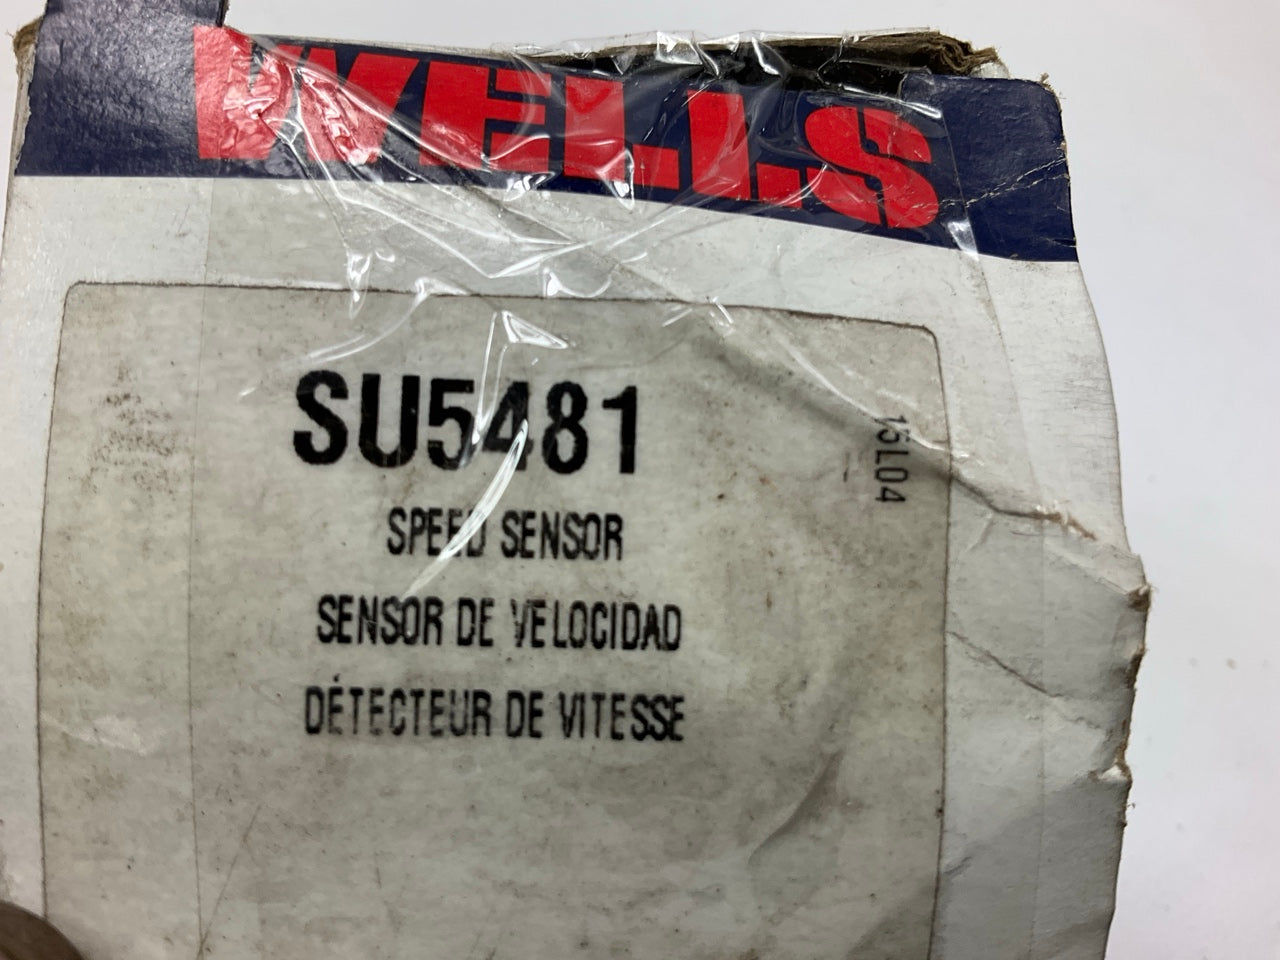 WELLS
SU5481
15L04
SPEED SENSOR
SENSOR DE VELOCIDAD
DÉTECTEUR DE VITESSE